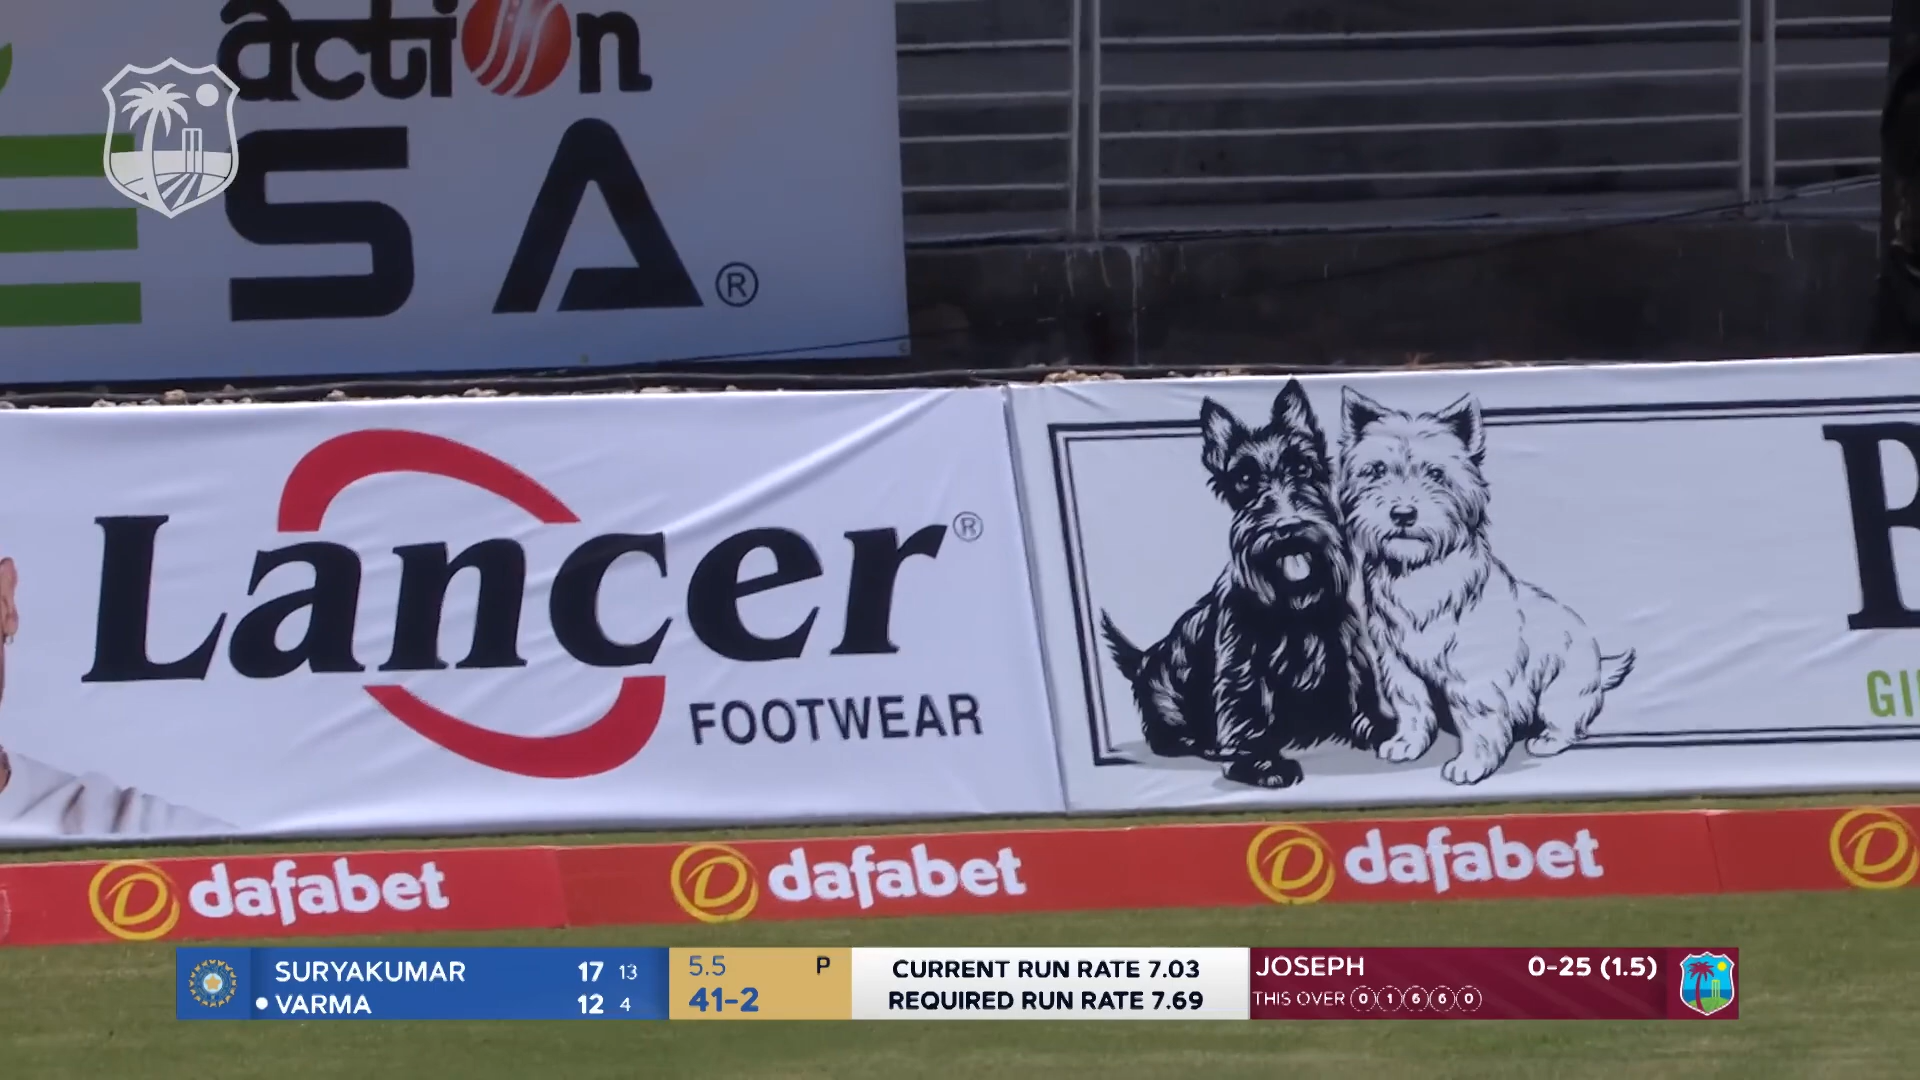 action
ESA®
Lancer®
FOOTWEAR
B
GI
dafabet dafabet dafabet
SURYAKUMAR 17 13
VARMA 12 4
5.5 P
41-2
CURRENT RUN RATE 7.03
REQUIRED RUN RATE 7.69
JOSEPH 0-25 (1.5)
THIS OVER 0 1 6 6 0